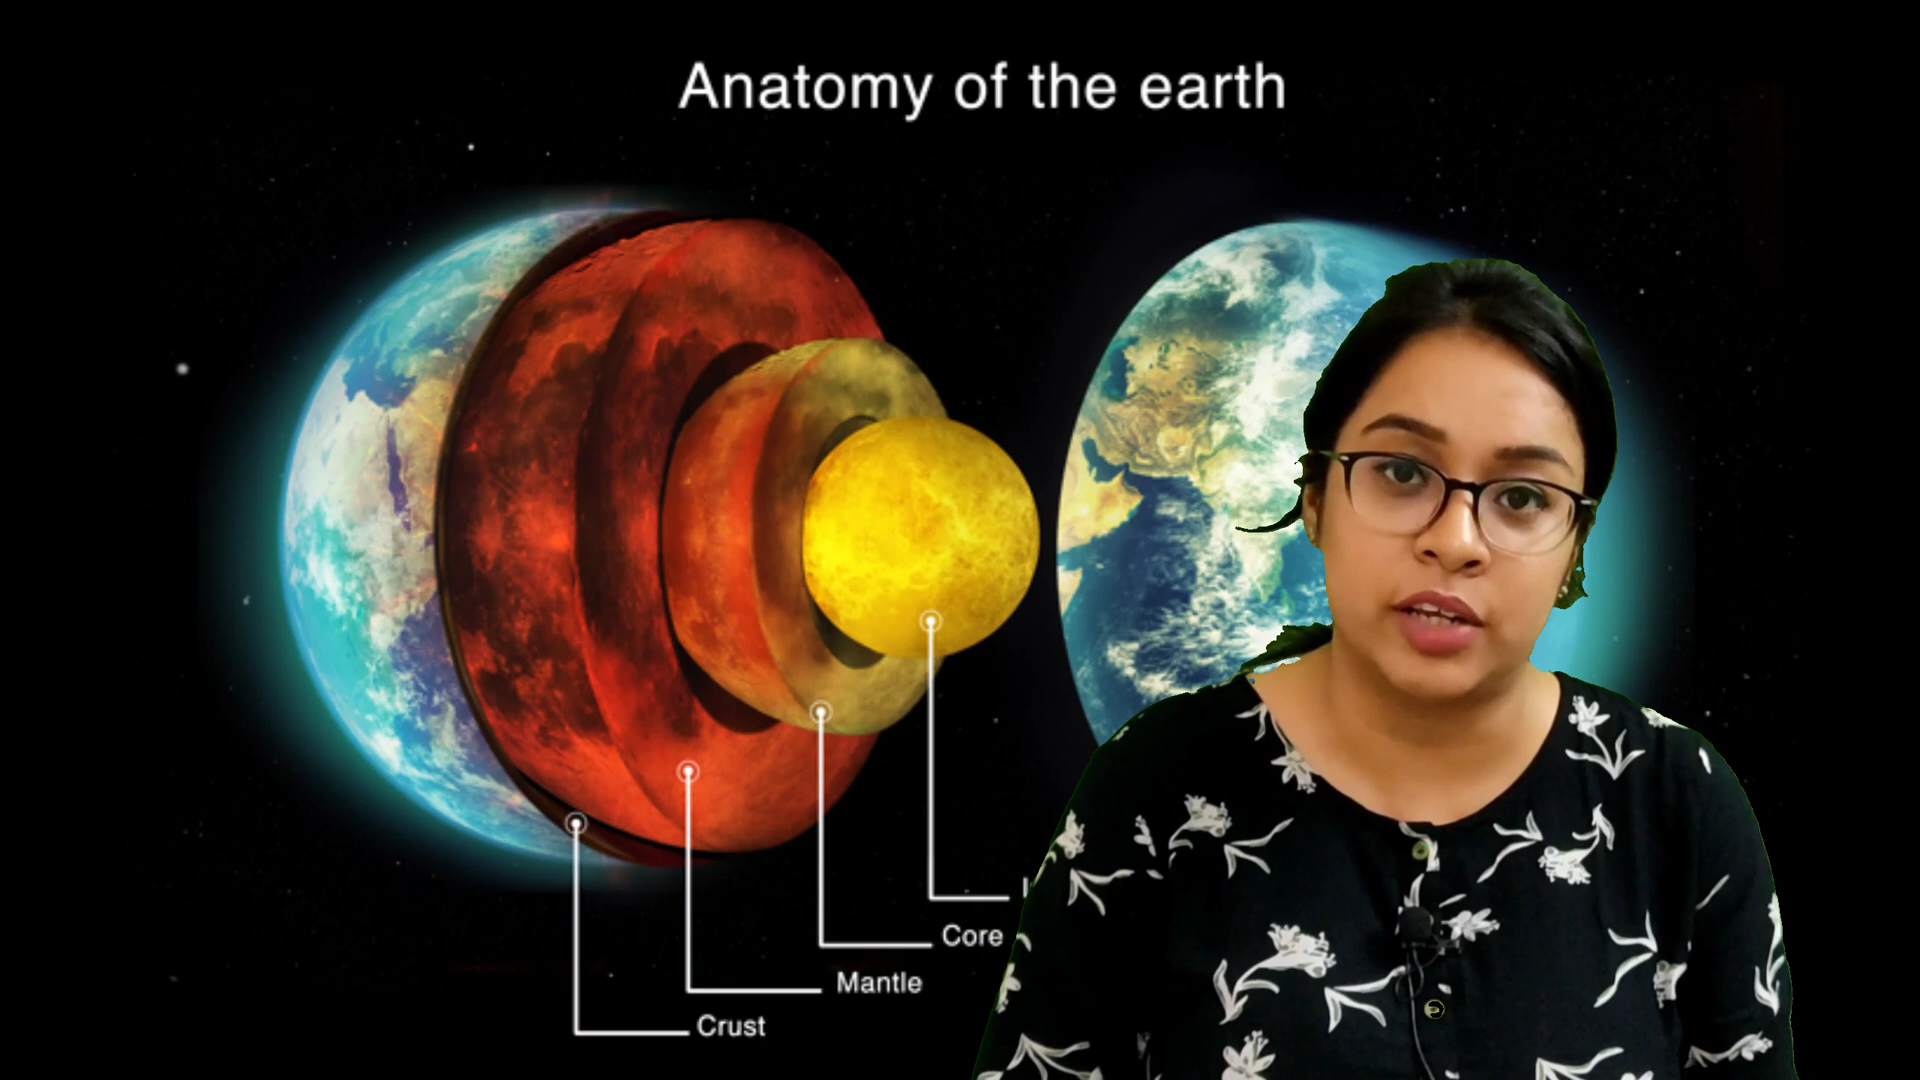 Anatomy of the earth
Core
Mantle
Crust